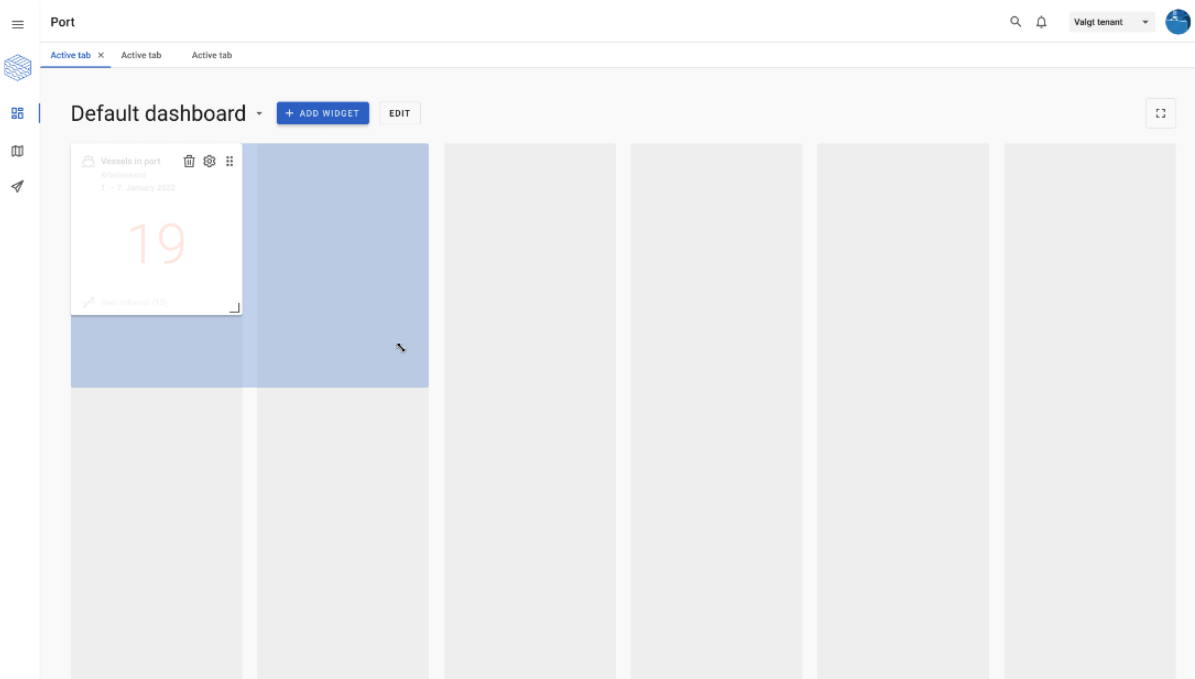 Port
Valgt tenant
Active tab
Active tab
Active tab
Default dashboard
+ ADD WIDGET
EDIT
Vessels in port
Kristiansand
1. – 7. January 2022
19